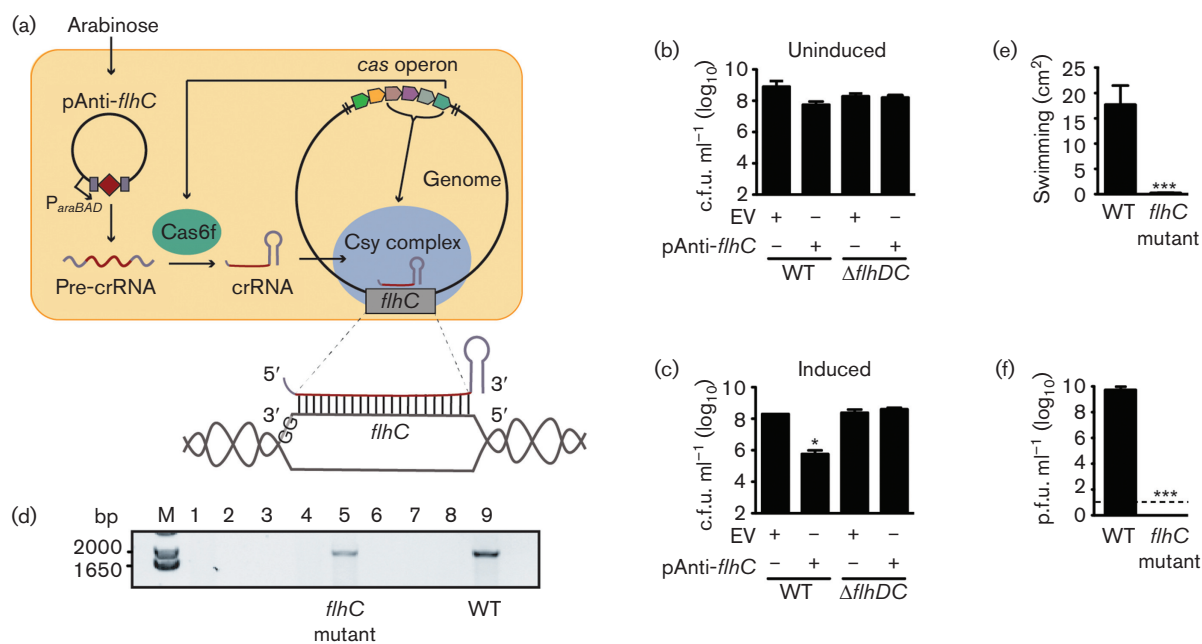 (a)
Arabinose
pAnti-flhC
ParaBAD
Pre-crRNA
Cas6f
crRNA
cas operon
Genome
Csy complex
flhC
5′
3′
3′
GG
flhC
5′
(b)
Uninduced
c.f.u. ml−1 (log10)
10
8
6
4
2
EV + − + −
pAnti-flhC − + − +
WT ΔflhDC
(c)
Induced
c.f.u. ml−1 (log10)
10
8
6
4
2
*
EV + − + −
pAnti-flhC − + − +
WT ΔflhDC
(d)
bp M 1 2 3 4 5 6 7 8 9
2000
1650
flhC
mutant
WT
(e)
Swimming (cm2)
25
20
15
10
5
0
***
WT flhC
mutant
(f)
p.f.u. ml−1 (log10)
10
8
6
4
2
0
***
WT flhC
mutant